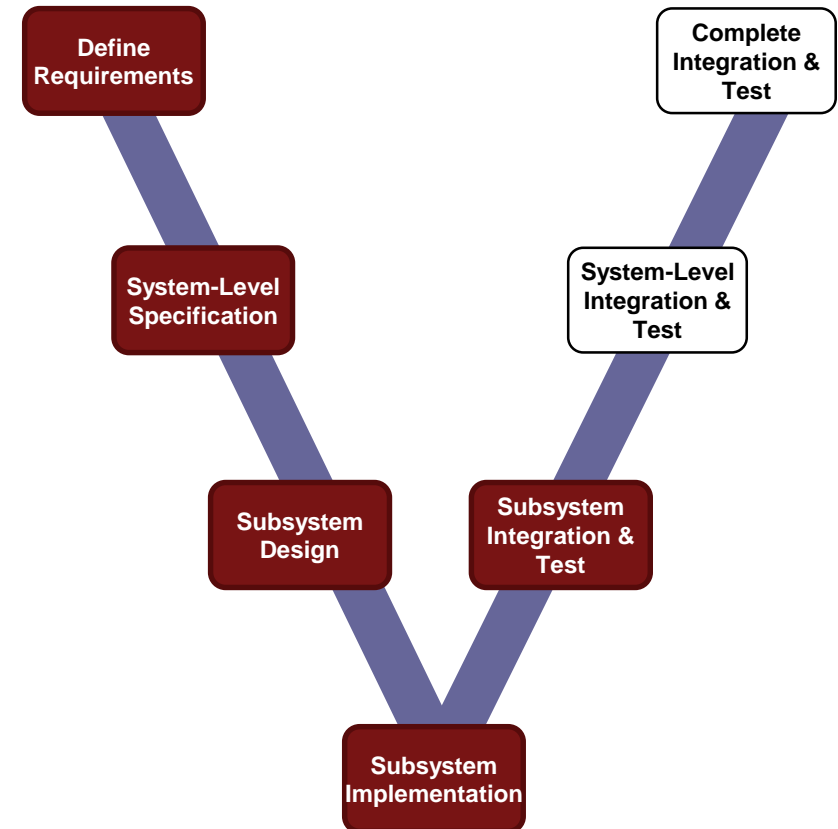 Define
Requirements
Complete
Integration &
Test
System-Level
Specification
System-Level
Integration &
Test
Subsystem
Design
Subsystem
Integration &
Test
Subsystem
Implementation